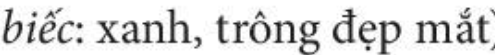 biếc: xanh, trông đẹp mắt)